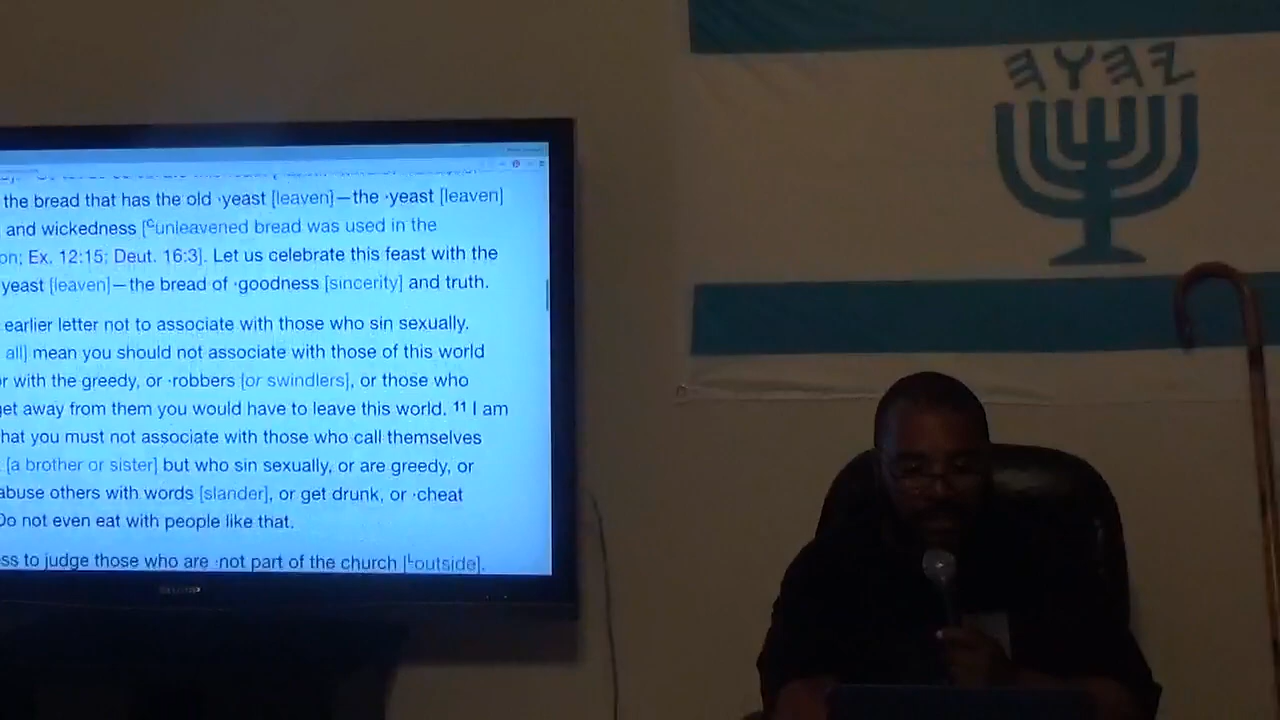 the bread that has the old ·yeast [leaven]—the ·yeast [leaven]
and wickedness [ᶜunleavened bread was used in the
on; Ex. 12:15; Deut. 16:3]. Let us celebrate this feast with the
yeast [leaven]—the bread of ·goodness [sincerity] and truth.
earlier letter not to associate with those who sin sexually.
all] mean you should not associate with those of this world
r with the greedy, or ·robbers [or swindlers], or those who
get away from them you would have to leave this world. 11 I am
hat you must not associate with those who call themselves
[a brother or sister] but who sin sexually, or are greedy, or
abuse others with words [slander], or get drunk, or ·cheat
Do not even eat with people like that.
ss to judge those who are ·not part of the church [ᴸoutside].
SHARP
𐤉𐤄𐤅𐤄